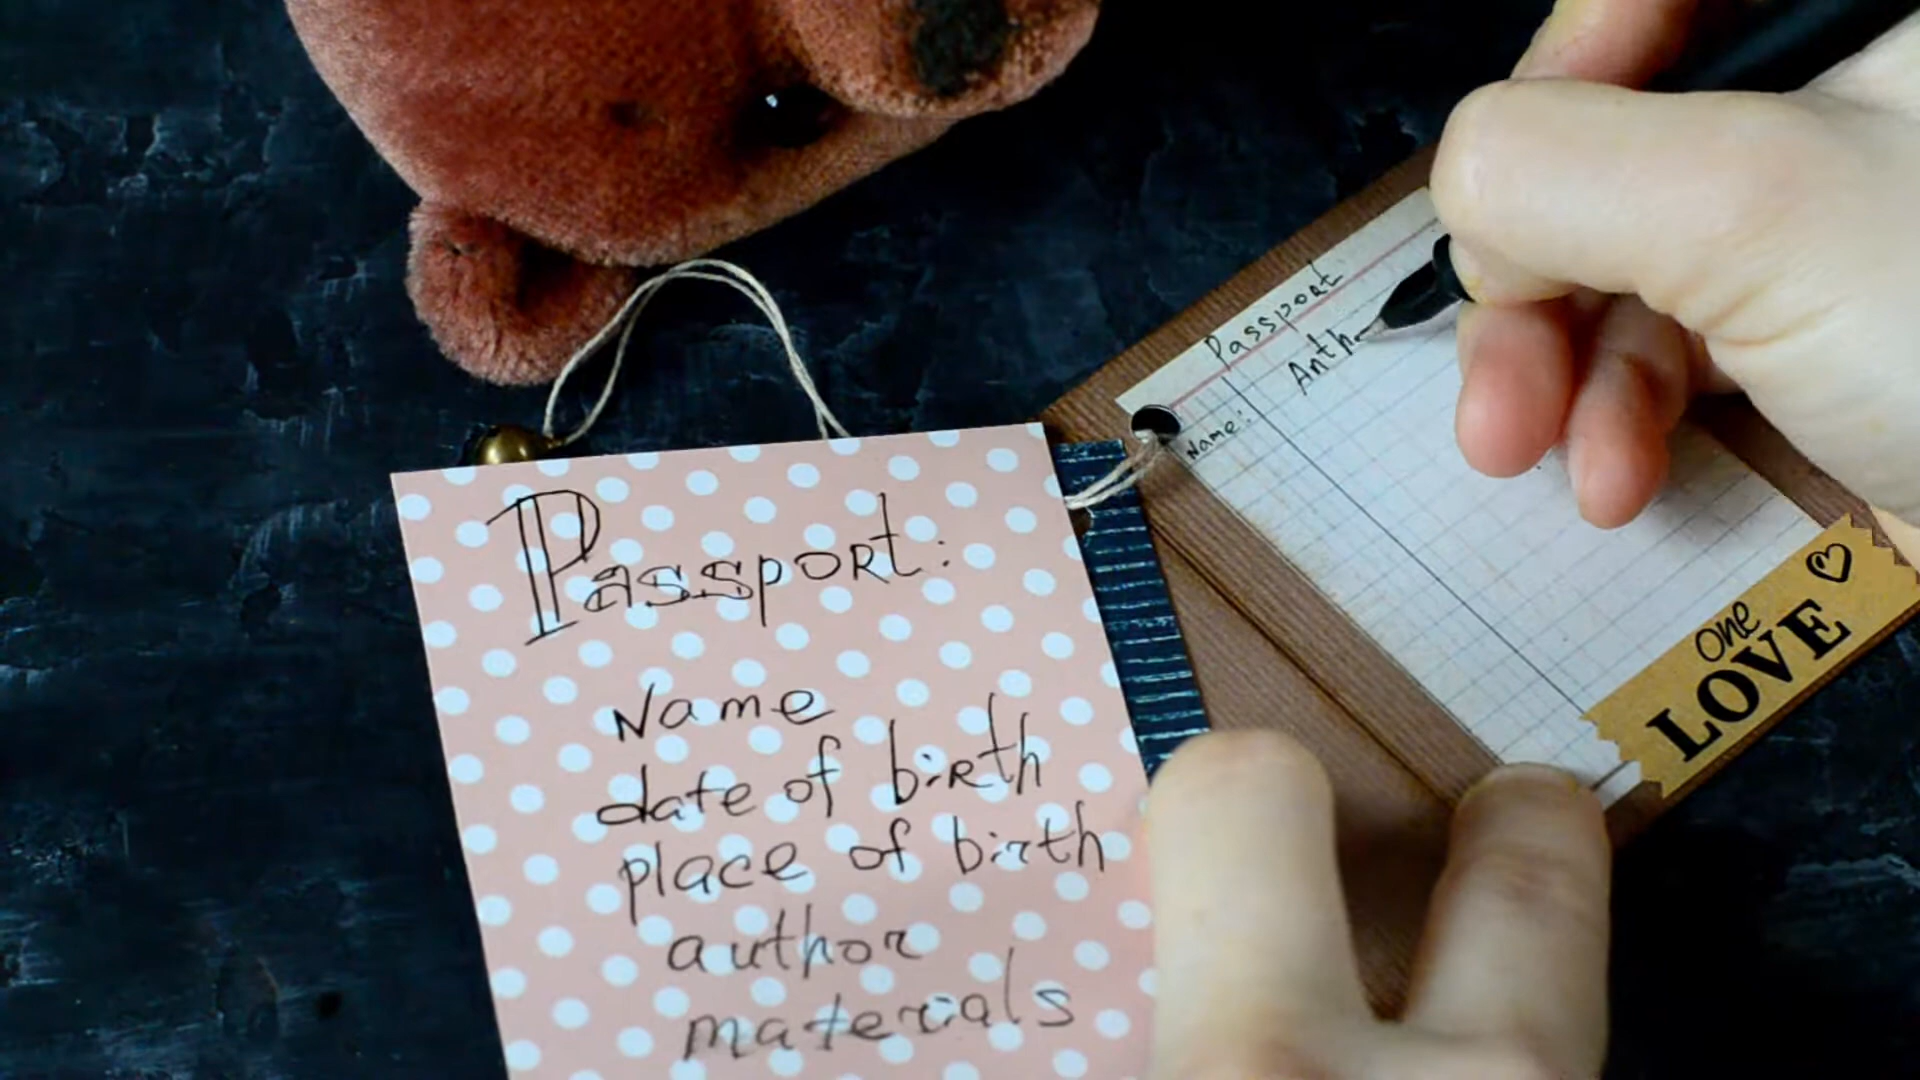 Passport:
Name
date of birth
place of birth
author
materials
Passport
Name: Anth
one
LOVE